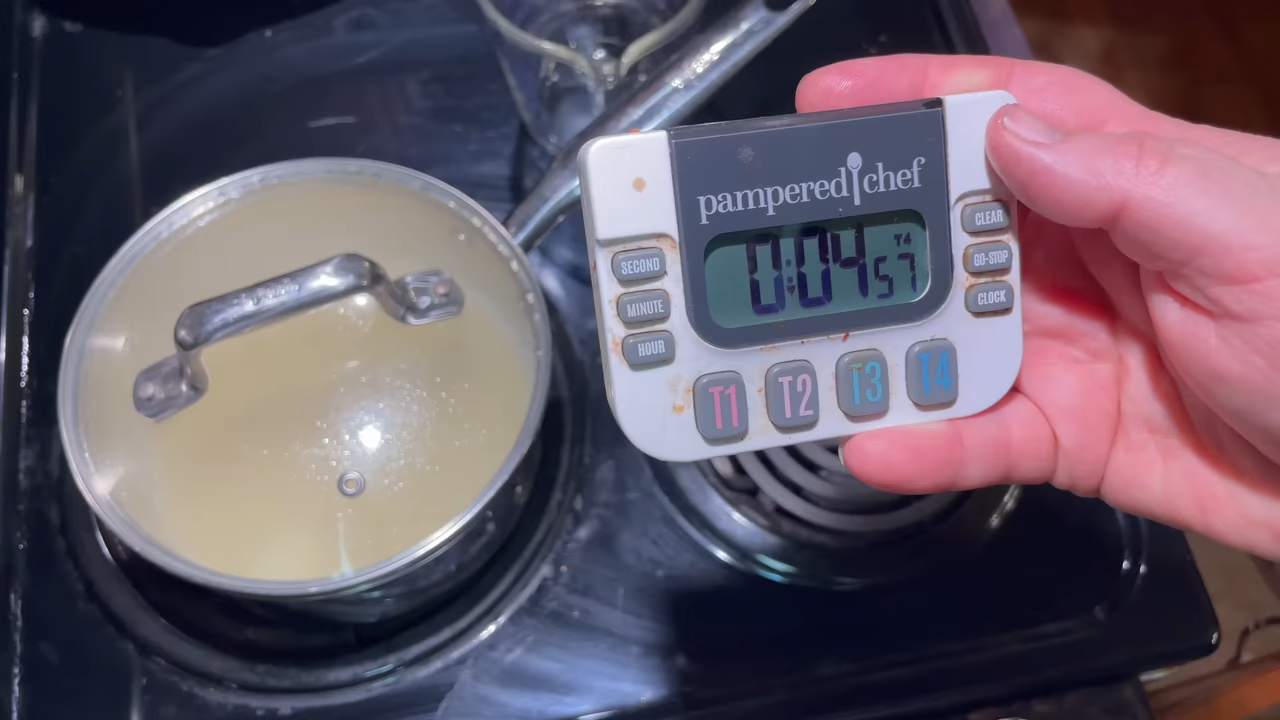 pampered chef
SECOND
MINUTE
HOUR
0:04 57
T4
CLEAR
GO-STOP
CLOCK
T1 T2 T3 T4